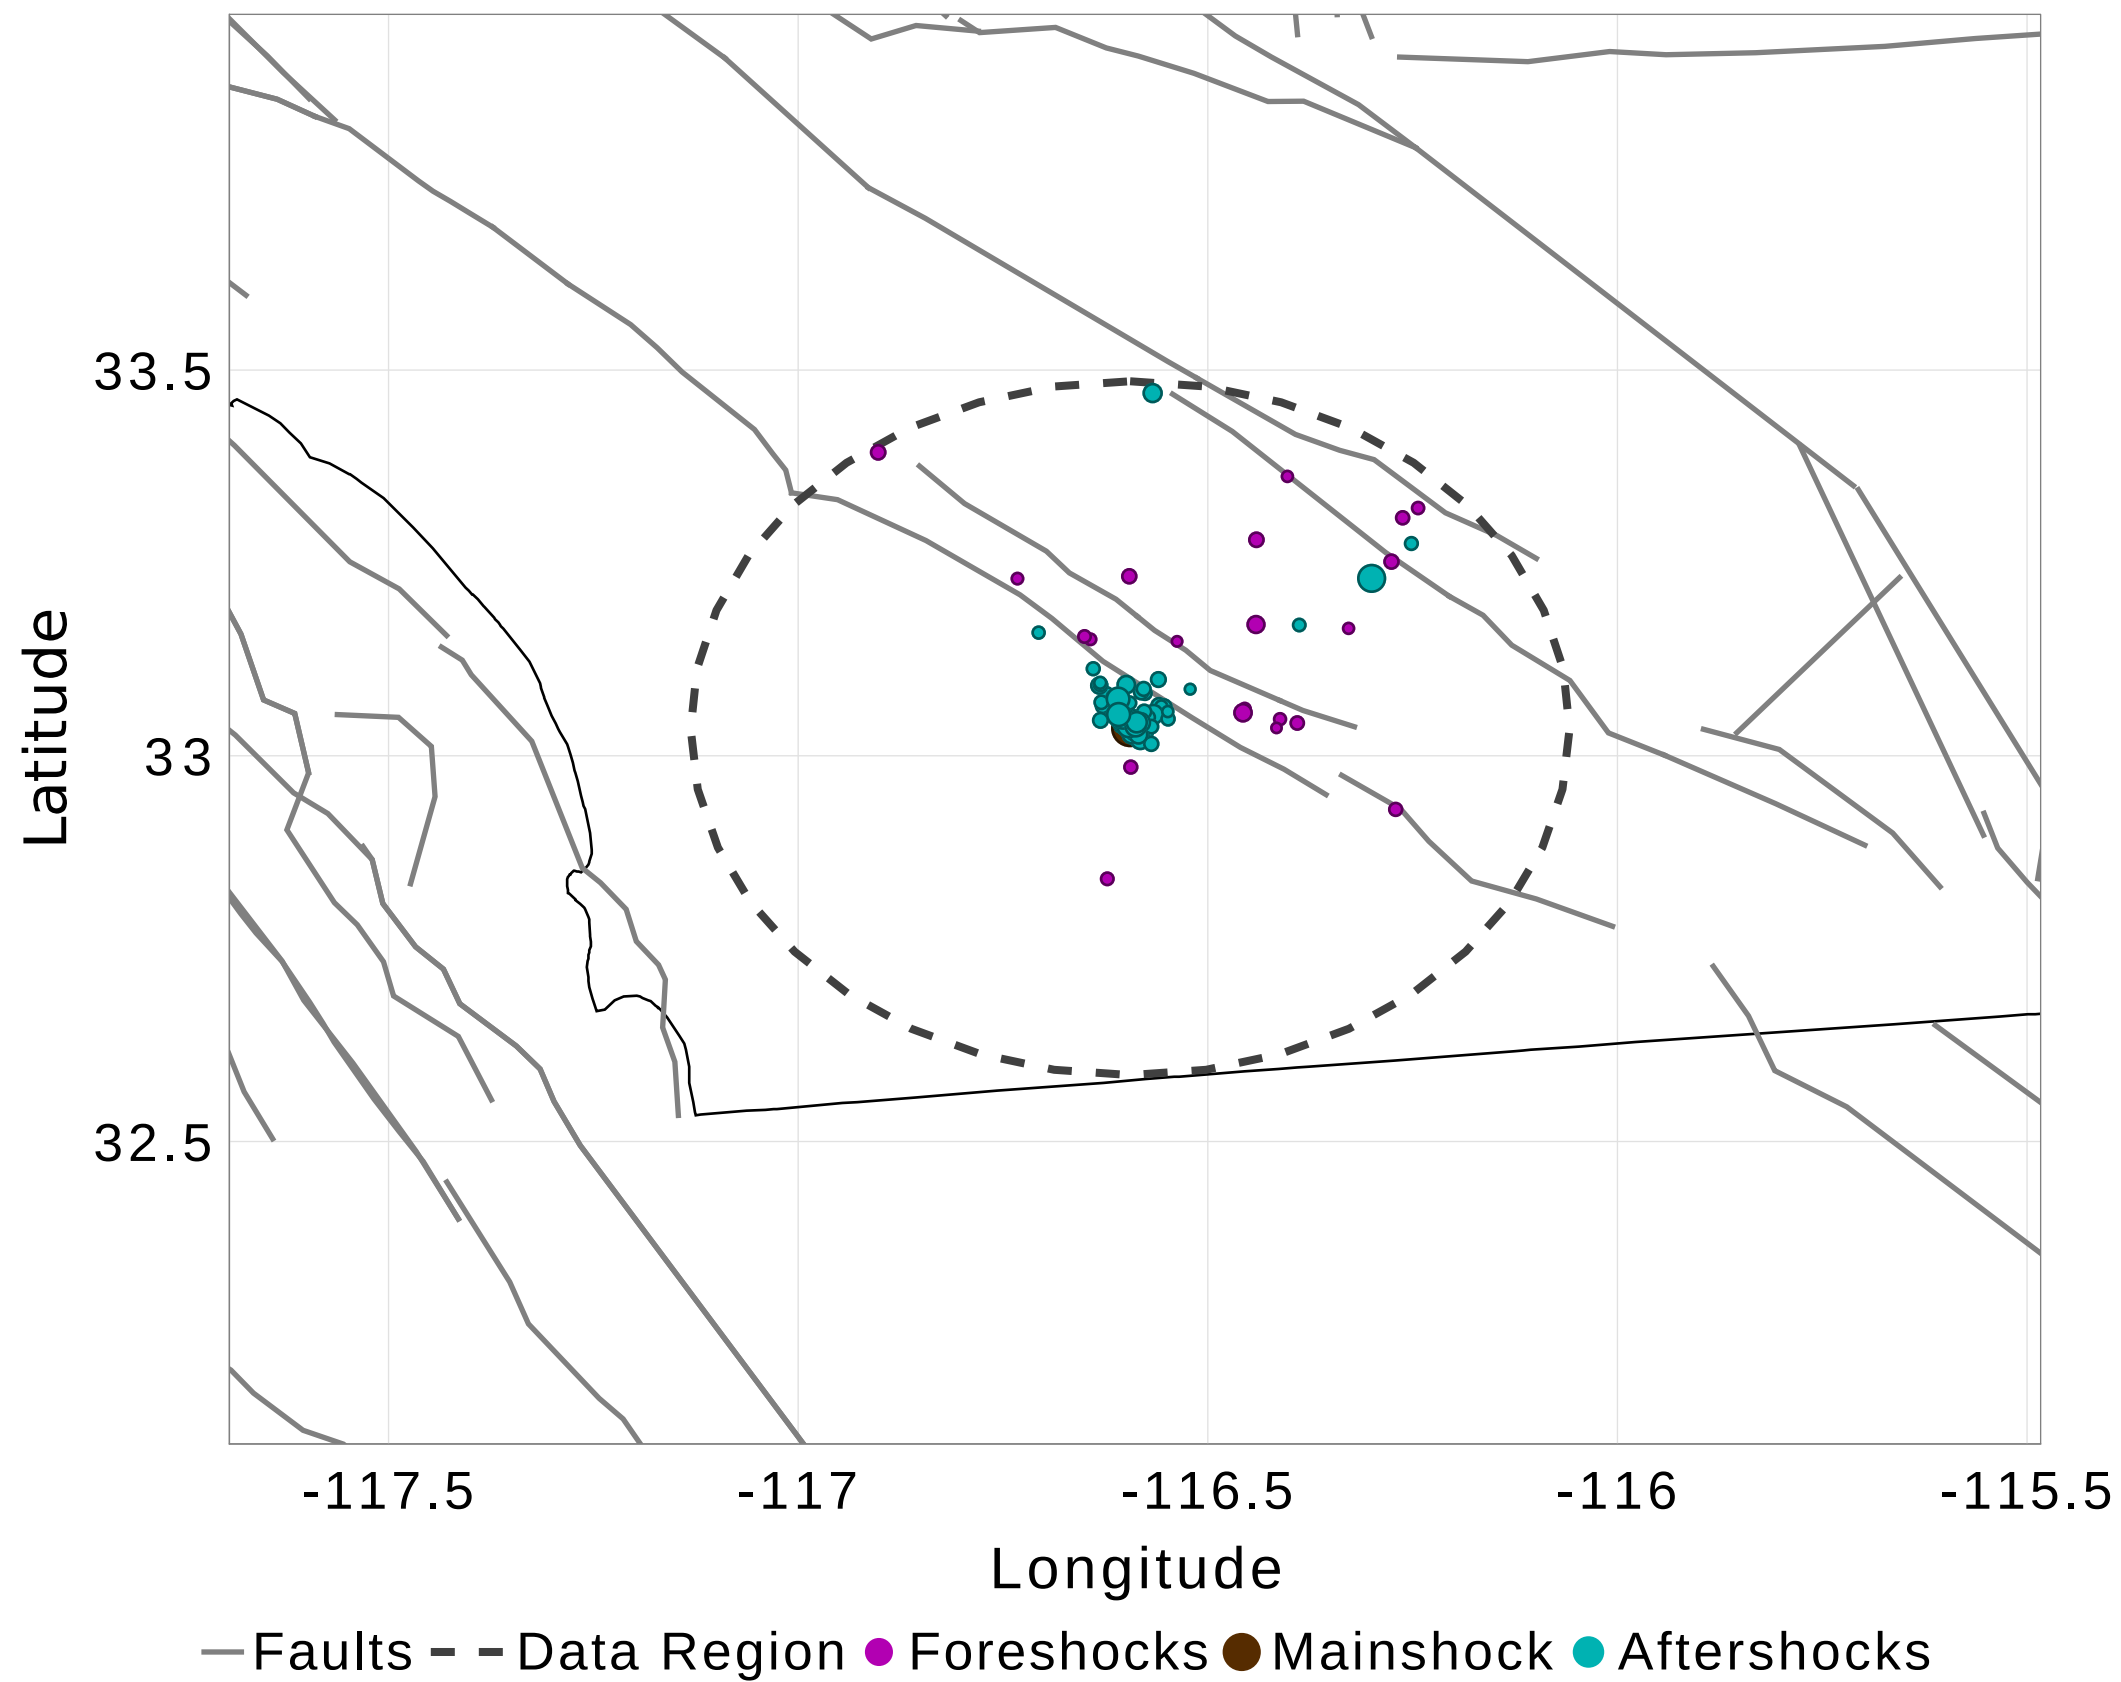 33.5
33
32.5
Latitude
-117.5 -117 -116.5 -116 -115.5
Longitude
Faults Data Region Foreshocks Mainshock Aftershocks